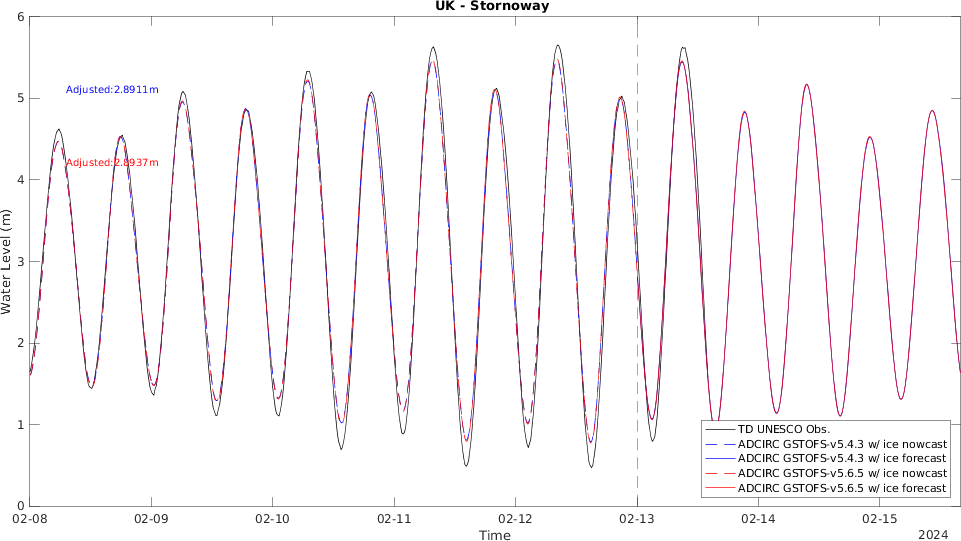 UK - Stornoway
6
5
4
3
2
1
0
Water Level (m)
Adjusted:2.8911m
Adjusted:2.8937m
TD UNESCO Obs.
ADCIRC GSTOFS-v5.4.3 w/ ice nowcast
ADCIRC GSTOFS-v5.4.3 w/ ice forecast
ADCIRC GSTOFS-v5.6.5 w/ ice nowcast
ADCIRC GSTOFS-v5.6.5 w/ ice forecast
02-08 02-09 02-10 02-11 02-12 02-13 02-14 02-15
Time
2024